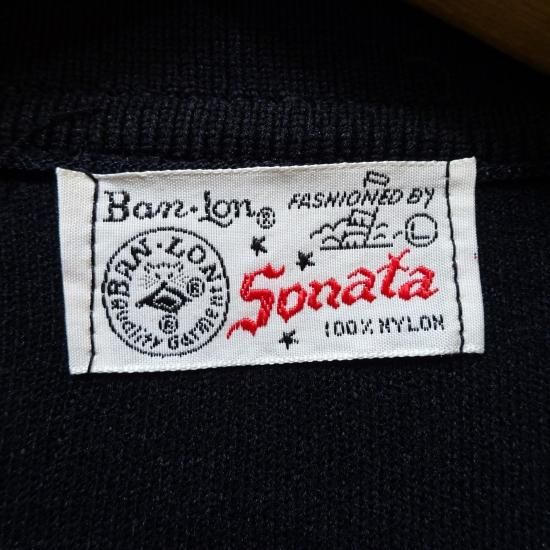 Ban-Lon®
FASHIONED BY
L
BAN-LON
®
®
Quality Garment
Sonata
100% NYLON